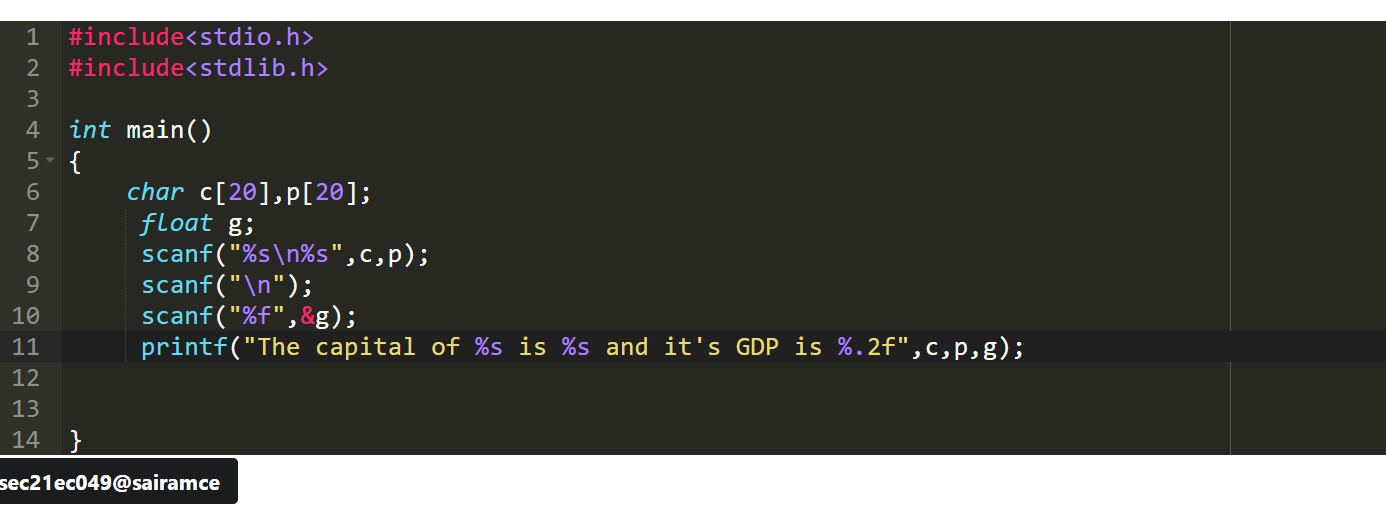 1 #include<stdio.h>
2 #include<stdlib.h>
3
4 int main()
5 {
6 char c[20],p[20];
7 float g;
8 scanf("%s\n%s",c,p);
9 scanf("\n");
10 scanf("%f",&g);
11 printf("The capital of %s is %s and it's GDP is %.2f",c,p,g);
12
13
14 }
sec21ec049@sairamce